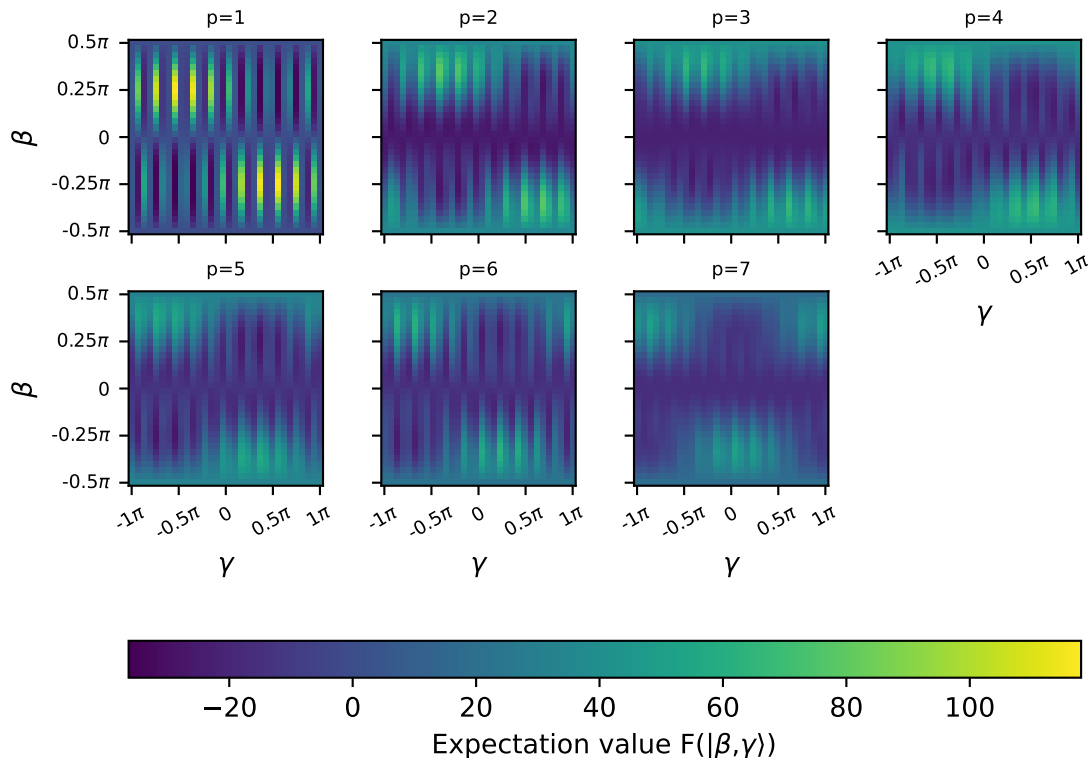 p=1 p=2 p=3 p=4
0.5π
0.25π
0
-0.25π
-0.5π
β
-1π -0.5π 0 0.5π 1π
γ
p=5 p=6 p=7
0.5π
0.25π
0
-0.25π
-0.5π
β
-1π -0.5π 0 0.5π 1π -1π -0.5π 0 0.5π 1π -1π -0.5π 0 0.5π 1π
γ γ γ
−20 0 20 40 60 80 100
Expectation value F(|β,γ⟩)